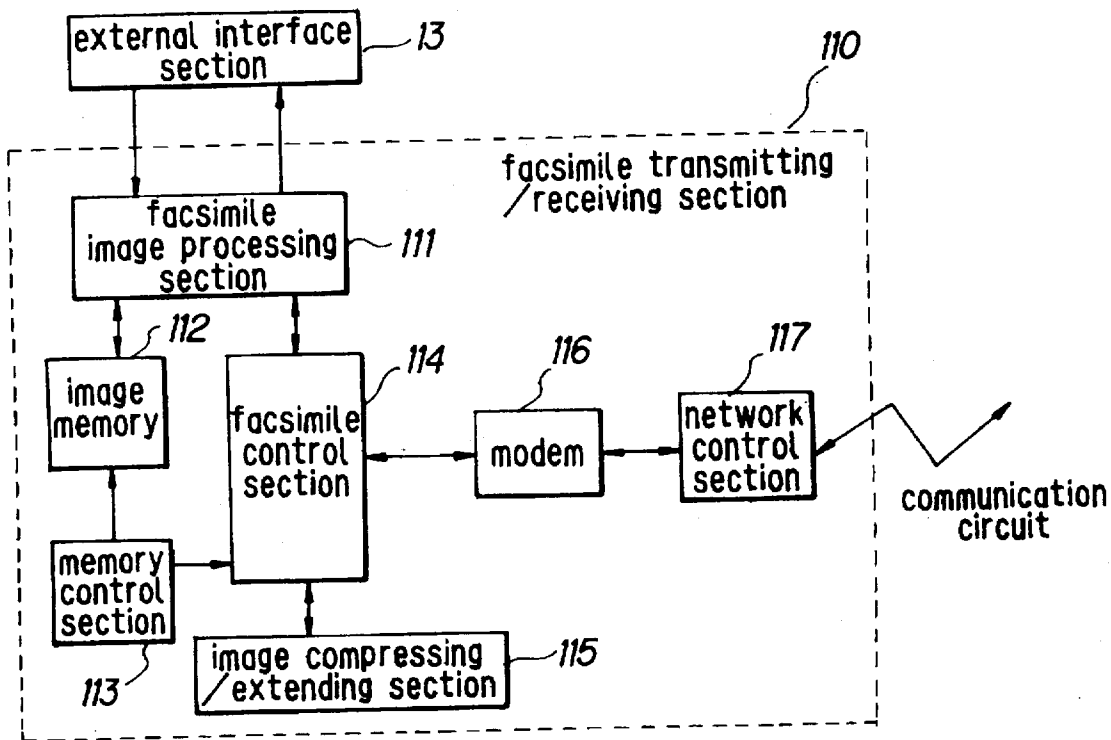 external interface
section
13
110
facsimile transmitting
/receiving section
facsimile
image processing
section
111
112
image
memory
114
facsimile
control
section
116
modem
117
network
control
section
communication
circuit
memory
control
section
113
image compressing
/extending section
115